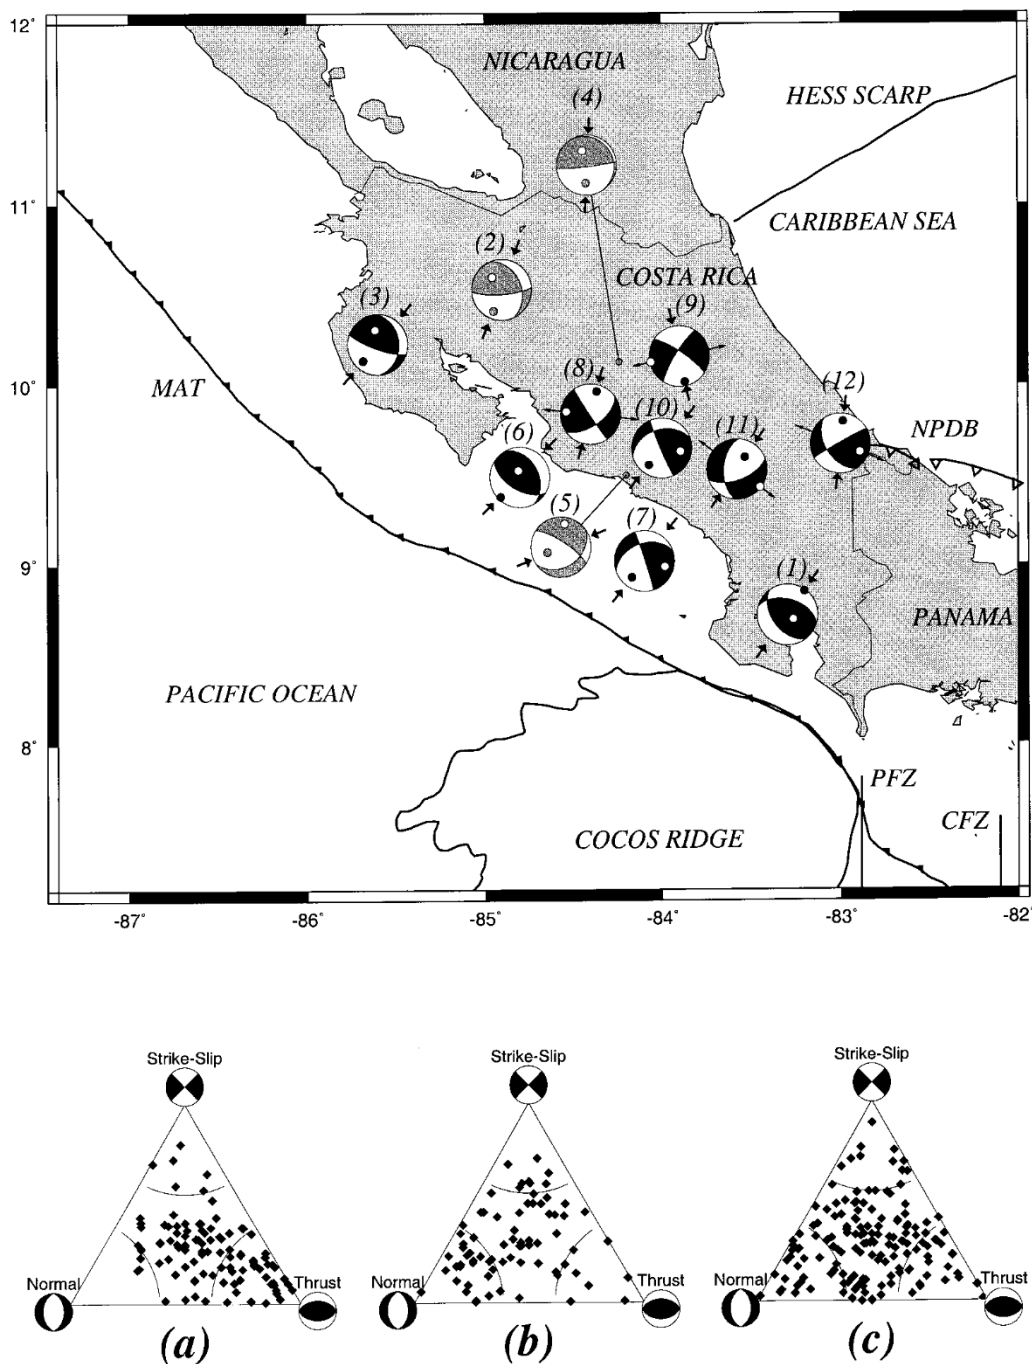 12°
NICARAGUA
(4)
HESS SCARP
11°
CARIBBEAN SEA
(2)
COSTA RICA
(3)
(9)
10°
MAT
(8)
(12)
(10)
(11)
NPDB
(6)
(5)
(7)
9°
(1)
PANAMA
PACIFIC OCEAN
8°
PFZ
CFZ
COCOS RIDGE
-87° -86° -85° -84° -83° -82°
Strike-Slip Strike-Slip Strike-Slip
Normal Thrust Normal Thrust Normal Thrust
(a) (b) (c)